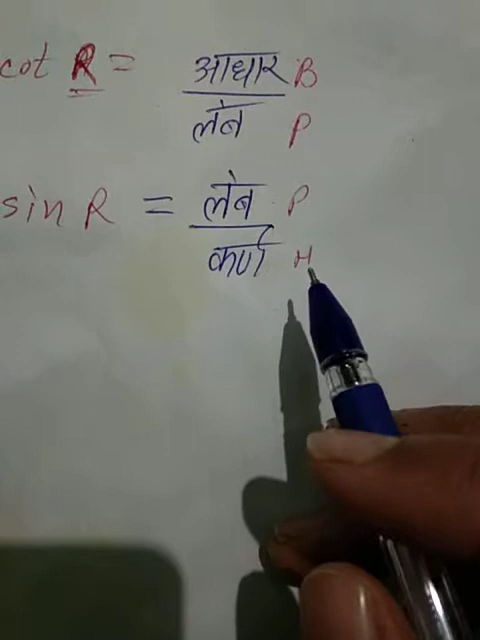 cot R = आधार B
लंब P
sin R = लंब P
कर्ण H